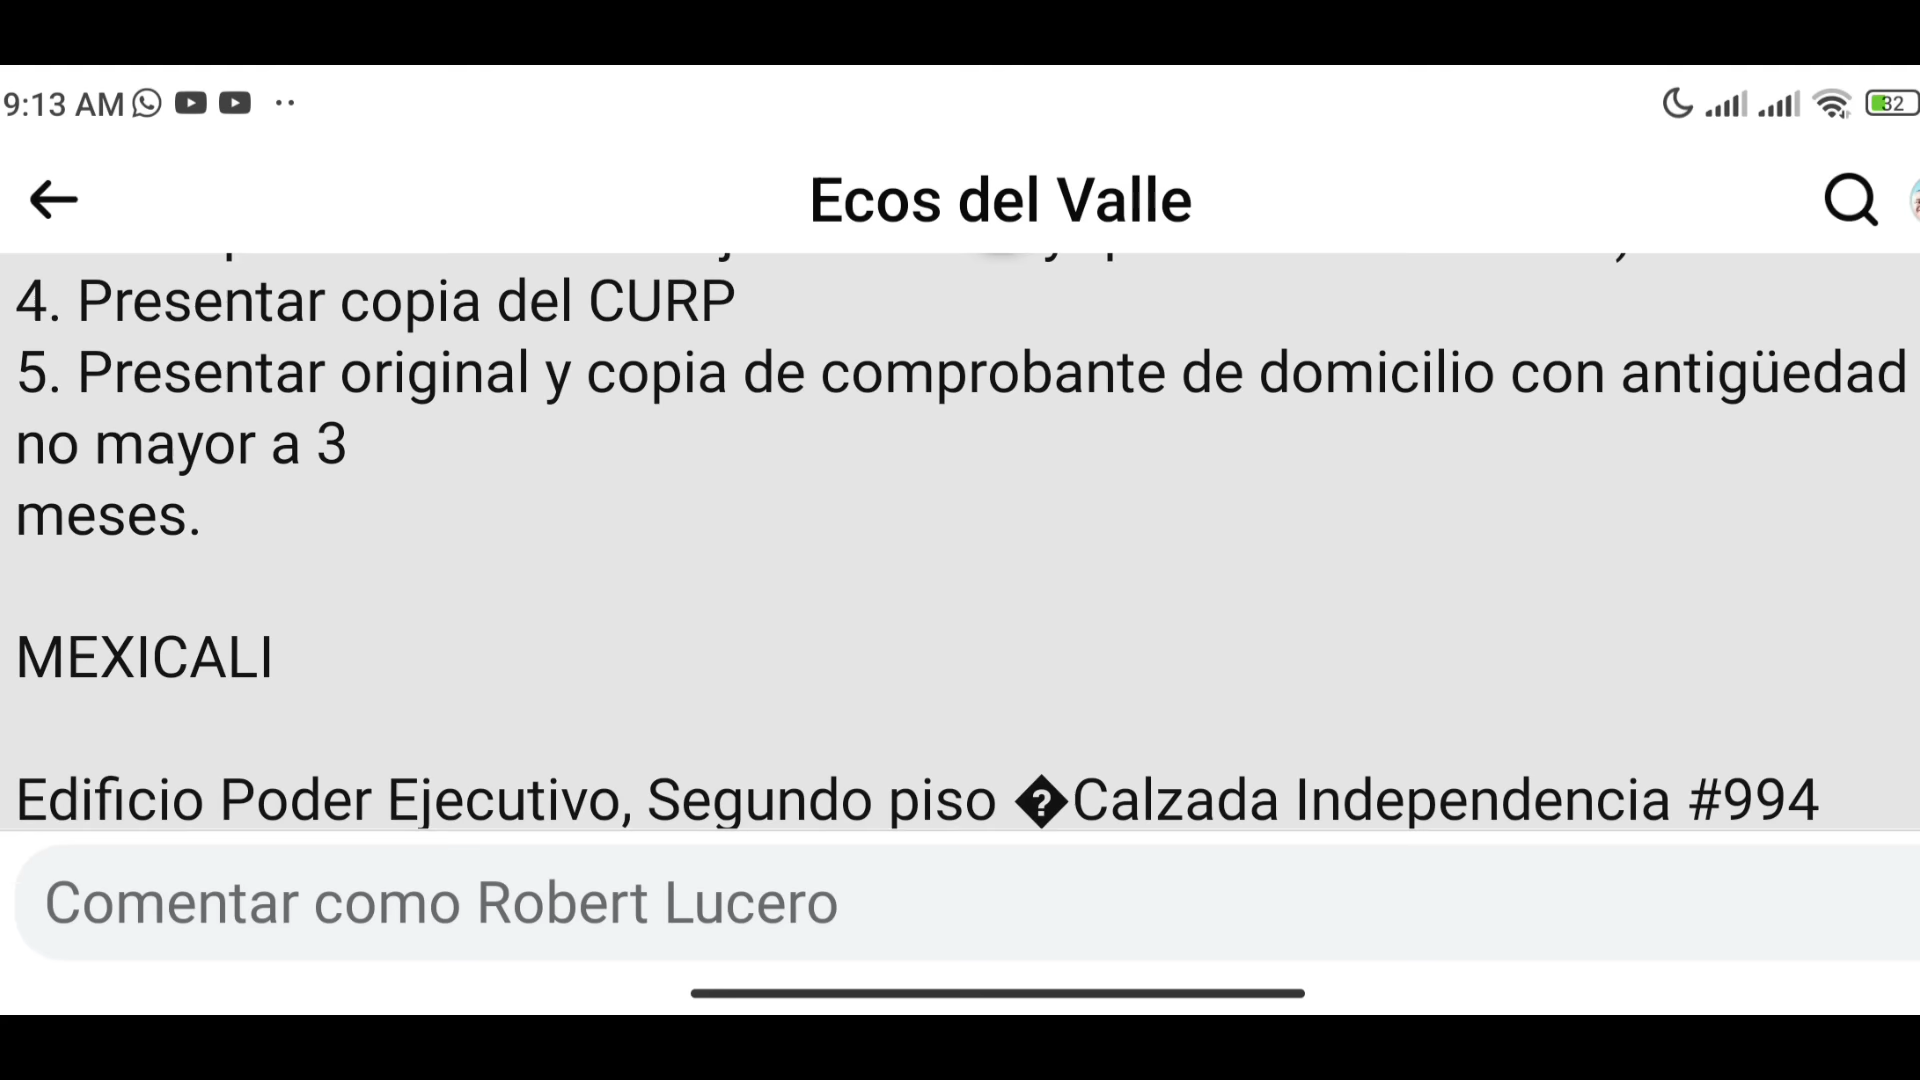 9:13 AM
32
Ecos del Valle
4. Presentar copia del CURP
5. Presentar original y copia de comprobante de domicilio con antigüedad
no mayor a 3
meses.
MEXICALI
Edificio Poder Ejecutivo, Segundo piso �Calzada Independencia #994
Comentar como Robert Lucero